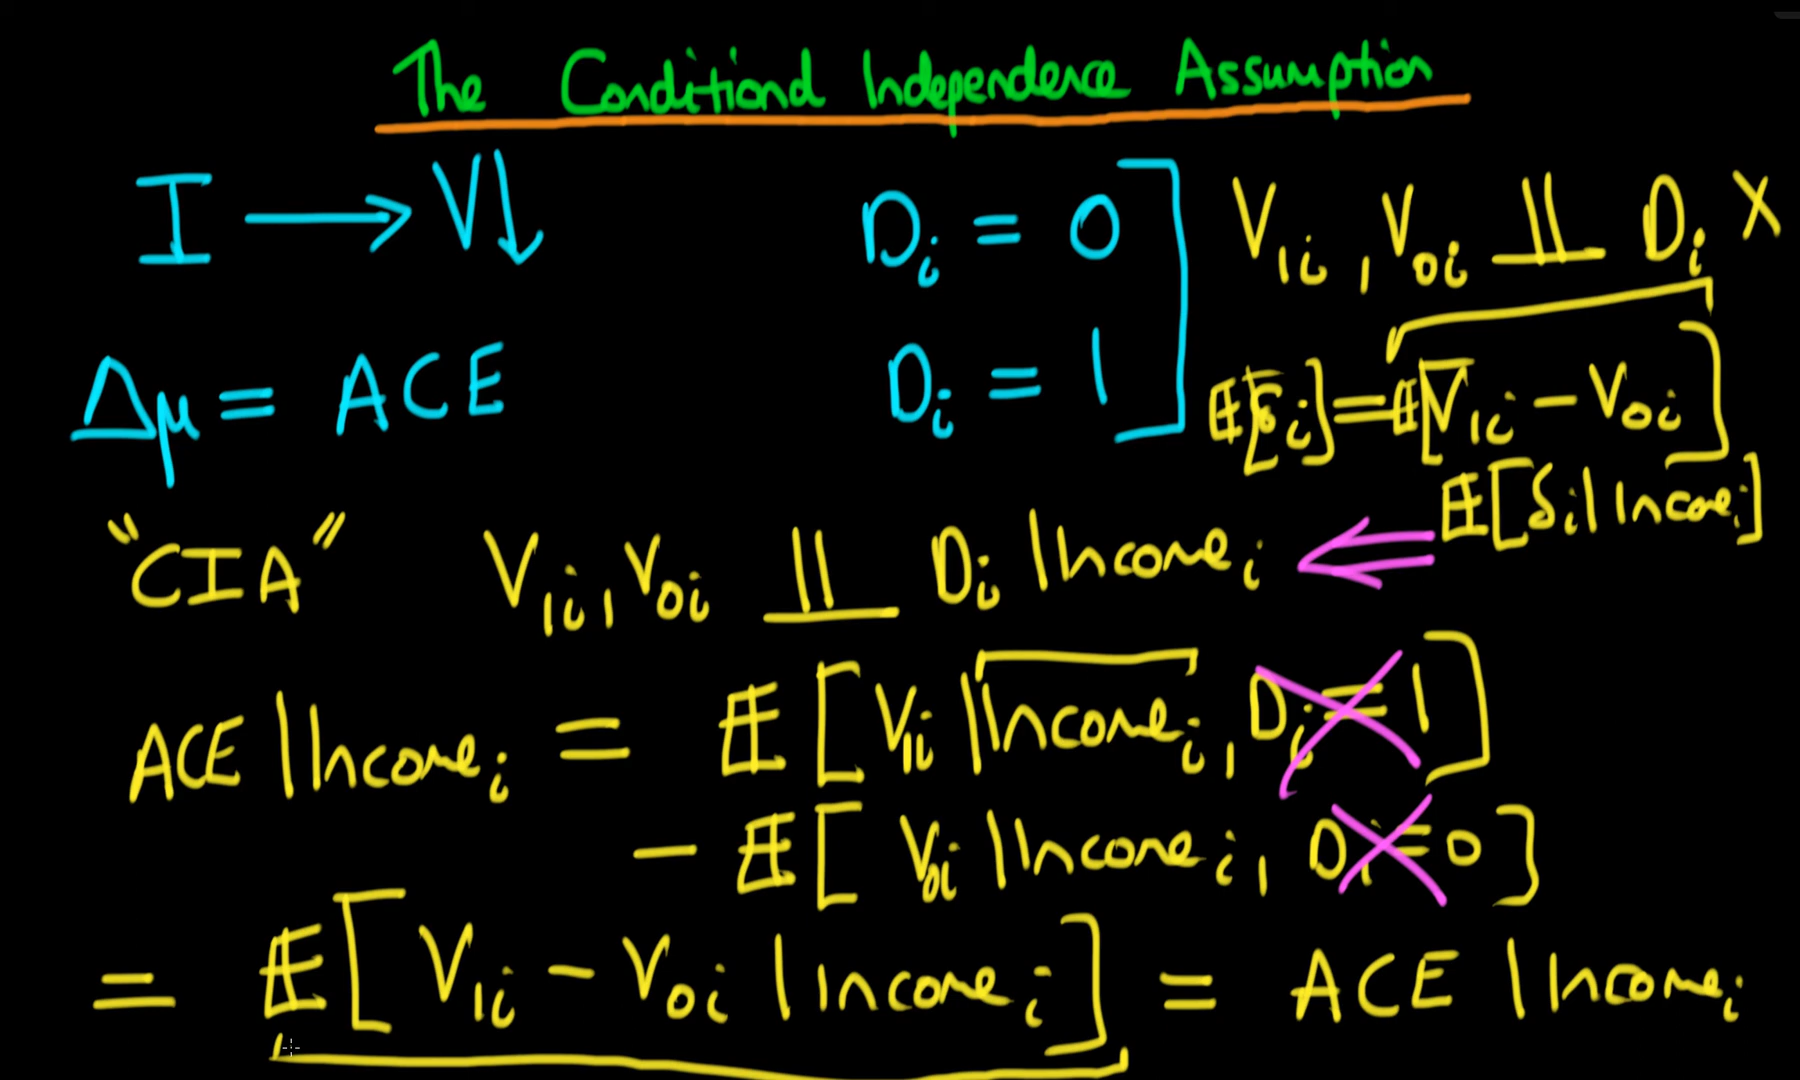 The Conditional Independence Assumption
I → V↓
D_i = 0
V_1i, V_0i ⫫ D_i X
Δμ = ACE
D_i = 1
E[δ_i] = E[V_1i − V_0i]
E[δ_i | Income_i]
"CIA" V_1i, V_0i ⫫ D_i | Income_i ⇐
ACE | Income_i = E[V_1i | Income_i, D_i = 1]
− E[V_0i | Income_i, D_i = 0]
= E[V_1i − V_0i | Income_i] = ACE | Income_i